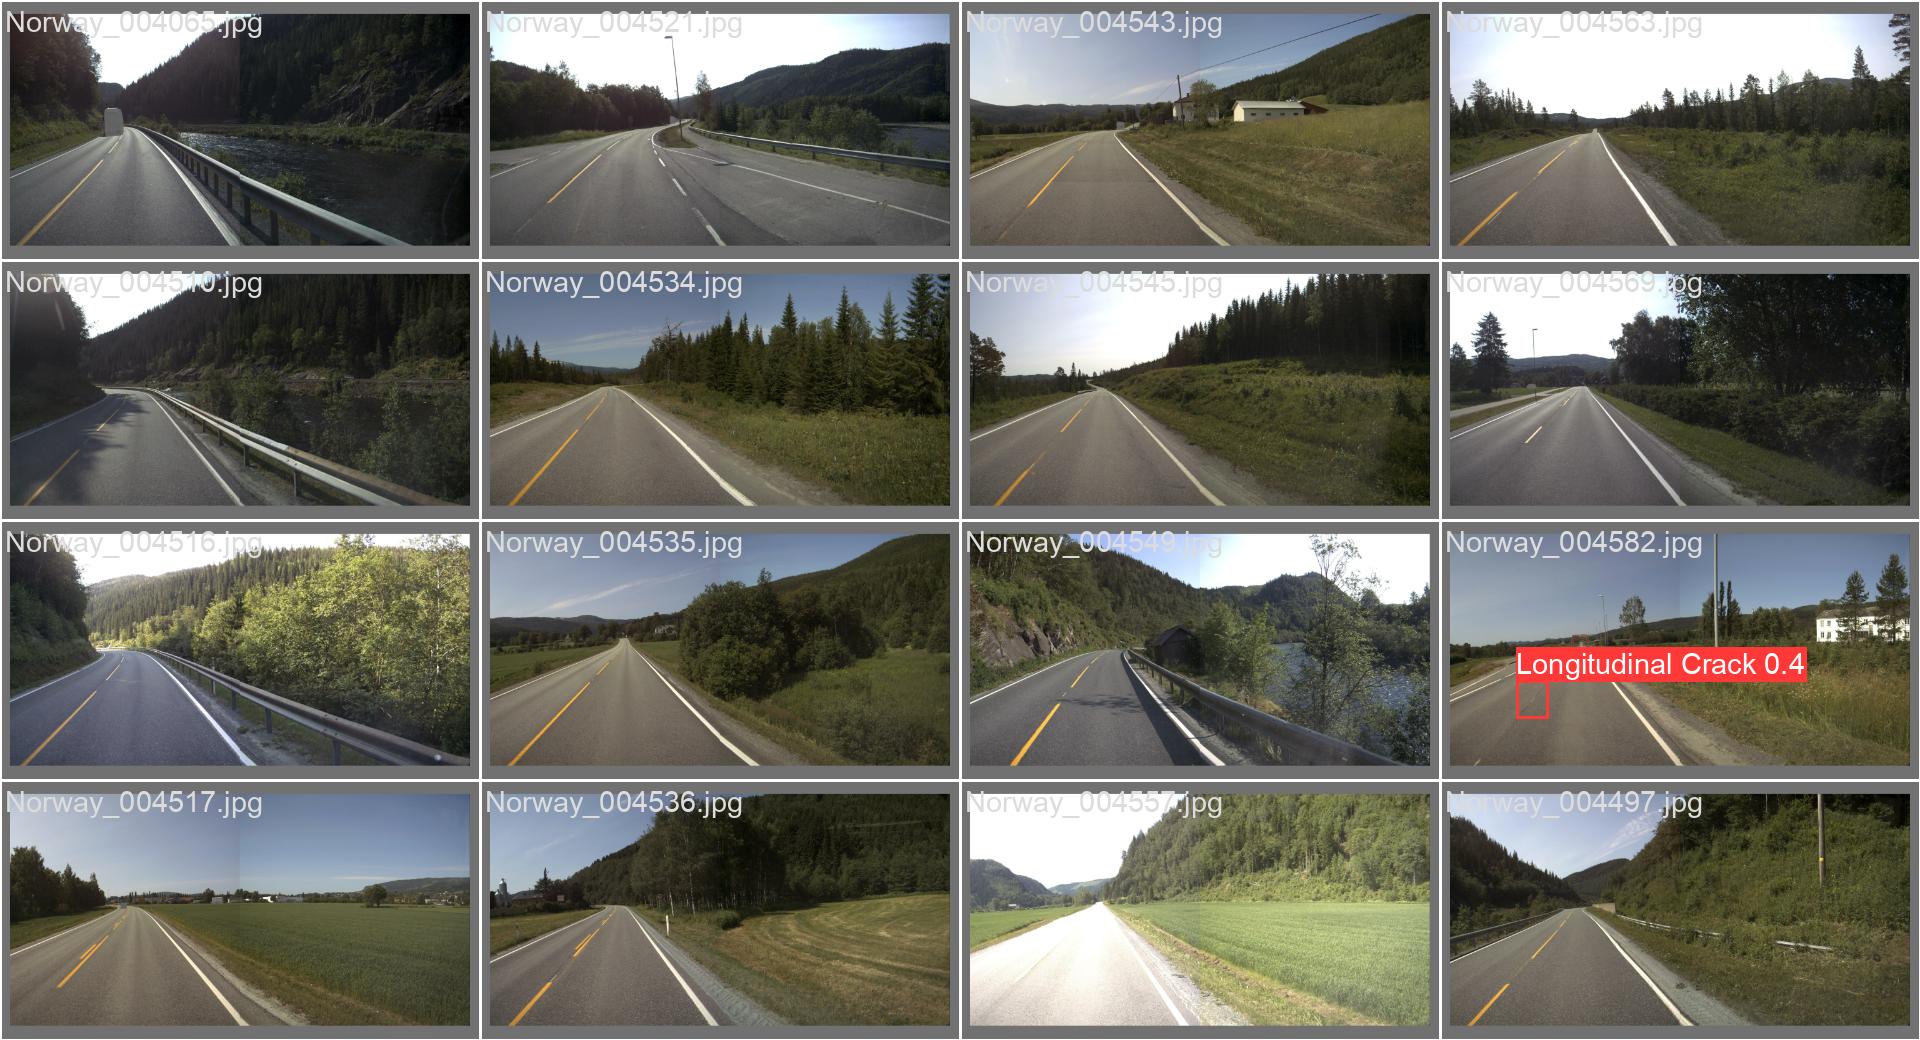 Norway_004065.jpg
Norway_004521.jpg
Norway_004543.jpg
Norway_004563.jpg
Norway_004510.jpg
Norway_004534.jpg
Norway_004545.jpg
Norway_004569.jpg
Norway_004516.jpg
Norway_004535.jpg
Norway_004549.jpg
Norway_004582.jpg
Longitudinal Crack 0.4
Norway_004517.jpg
Norway_004536.jpg
Norway_004557.jpg
Norway_004497.jpg